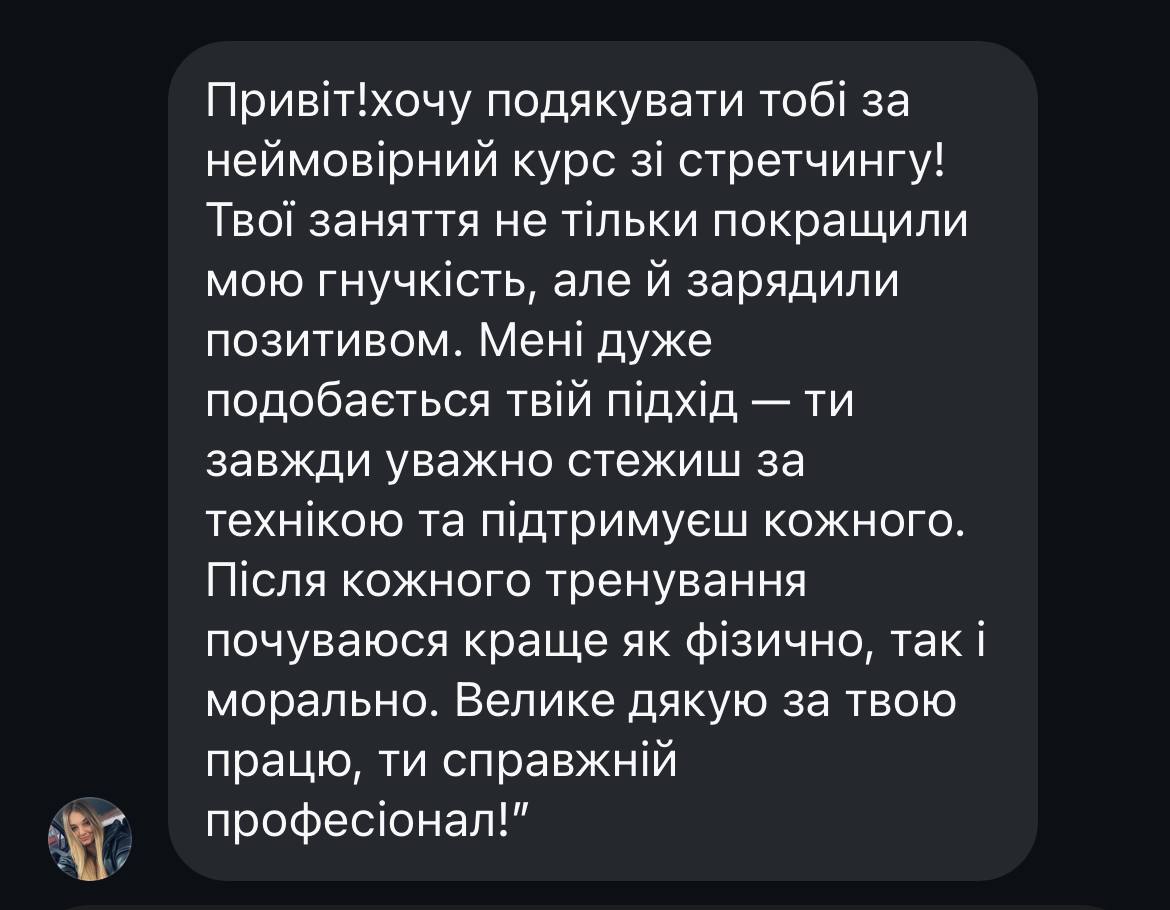 Привіт!хочу подякувати тобі за
неймовірний курс зі стретчингу!
Твої заняття не тільки покращили
мою гнучкість, але й зарядили
позитивом. Мені дуже
подобається твій підхід — ти
завжди уважно стежиш за
технікою та підтримуєш кожного.
Після кожного тренування
почуваюся краще як фізично, так і
морально. Велике дякую за твою
працю, ти справжній
професіонал!”